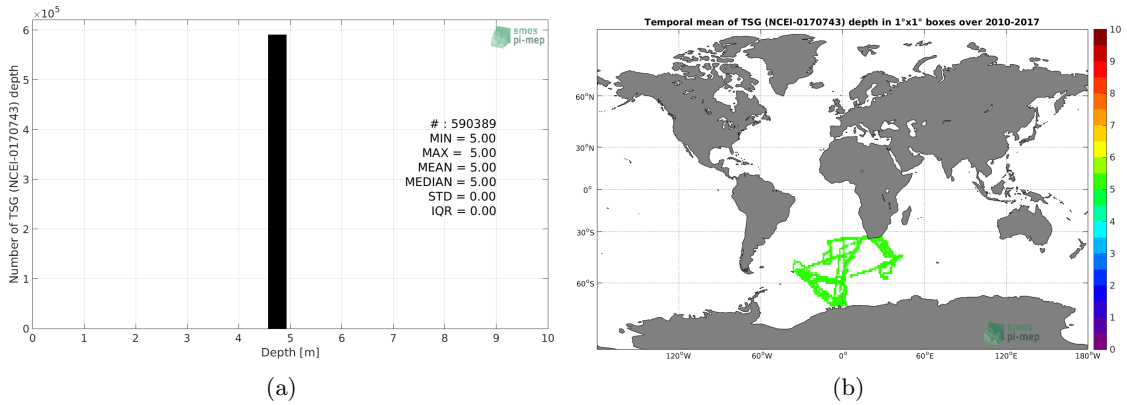 ×10⁵
6
5
4
3
2
1
0
Number of TSG (NCEI-0170743) depth
smos
pi-mep
# : 590389
MIN = 5.00
MAX = 5.00
MEAN = 5.00
MEDIAN = 5.00
STD = 0.00
IQR = 0.00
0 1 2 3 4 5 6 7 8 9 10
Depth [m]
(a)
Temporal mean of TSG (NCEI-0170743) depth in 1°x1° boxes over 2010-2017
60°N
30°N
0°
30°S
60°S
120°W 60°W 0° 60°E 120°E 180°W
smos
pi-mep
10
9
8
7
6
5
4
3
2
1
0
(b)